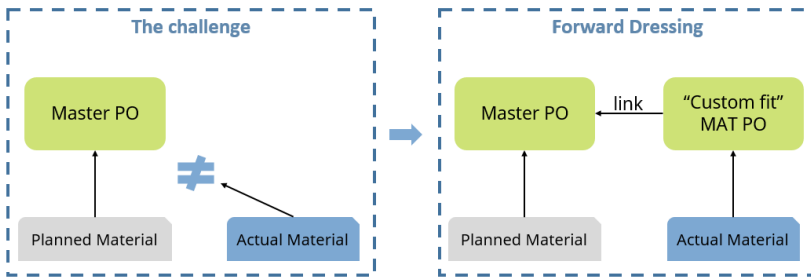 The challenge
Master PO
≠
Planned Material
Actual Material
Forward Dressing
Master PO
link
“Custom fit”
MAT PO
Planned Material
Actual Material